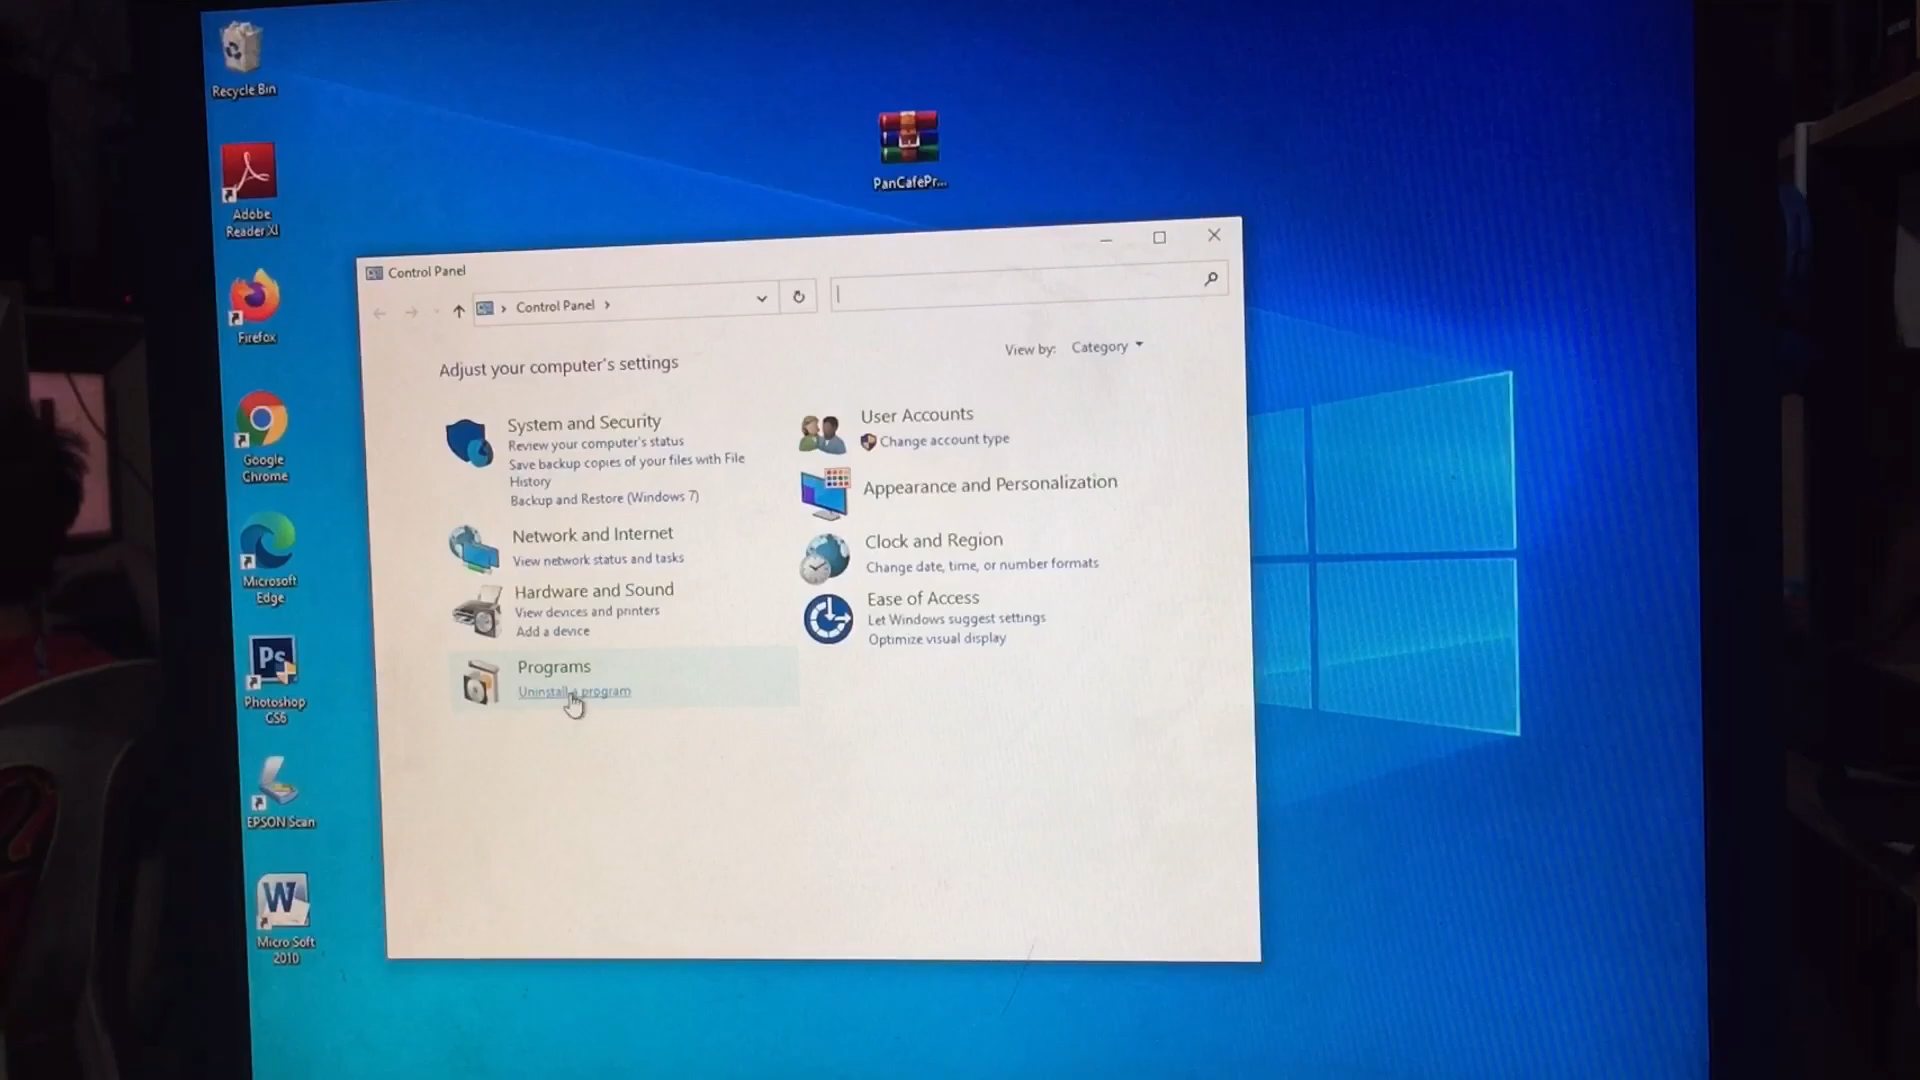 Recycle Bin
Adobe
Reader XI
Firefox
Google
Chrome
Microsoft
Edge
Ps
Photoshop
CS6
EPSON Scan
W
Micro Soft
2010
PanCafePr...
Control Panel
Control Panel
Adjust your computer's settings
View by: Category
System and Security
Review your computer's status
Save backup copies of your files with File
History
Backup and Restore (Windows 7)
Network and Internet
View network status and tasks
Hardware and Sound
View devices and printers
Add a device
Programs
Uninstall a program
User Accounts
Change account type
Appearance and Personalization
Clock and Region
Change date, time, or number formats
Ease of Access
Let Windows suggest settings
Optimize visual display